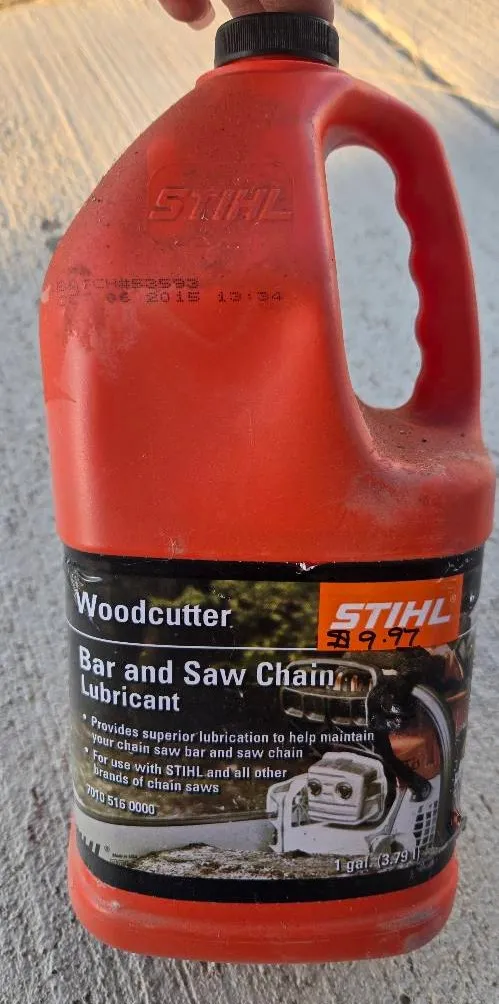 STIHL
BATCH#53593
06 2015 13:34
Woodcutter
STIHL®
$9.97
Bar and Saw Chain
Lubricant
• Provides superior lubrication to help maintain
your chain saw bar and saw chain
• For use with STIHL and all other
brands of chain saws
7010 516 0000
1 gal. (3.79 l)